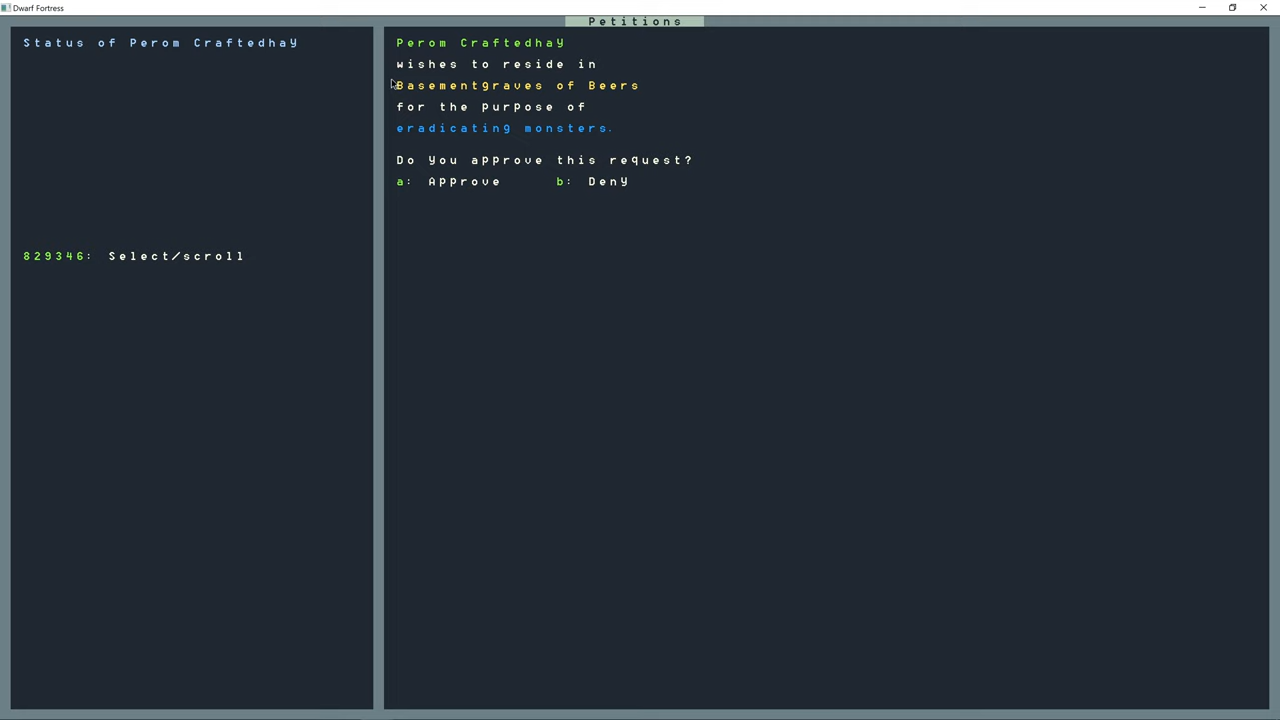 Dwarf Fortress
Petitions
Status of Perom Craftedhay
829346: Select/scroll
Perom Craftedhay
wishes to reside in
Basementgraves of Beers
for the purpose of
eradicating monsters.
Do you approve this request?
a: Approve b: Deny